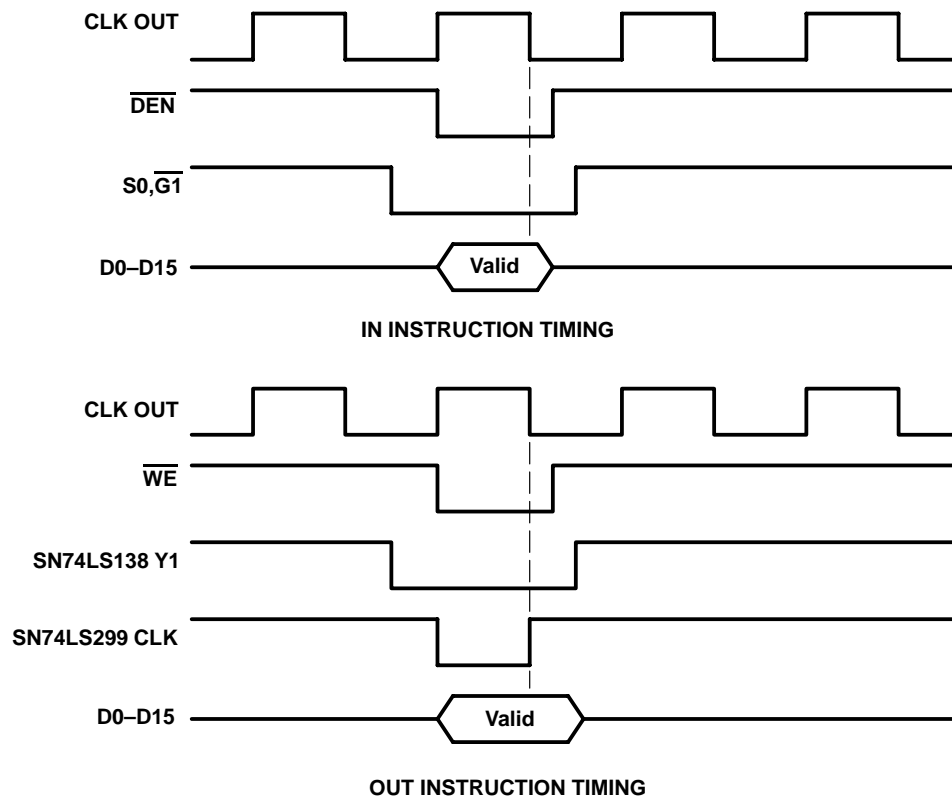 CLK OUT
DEN
S0,G1
D0–D15
Valid
IN INSTRUCTION TIMING
CLK OUT
WE
SN74LS138 Y1
SN74LS299 CLK
D0–D15
Valid
OUT INSTRUCTION TIMING